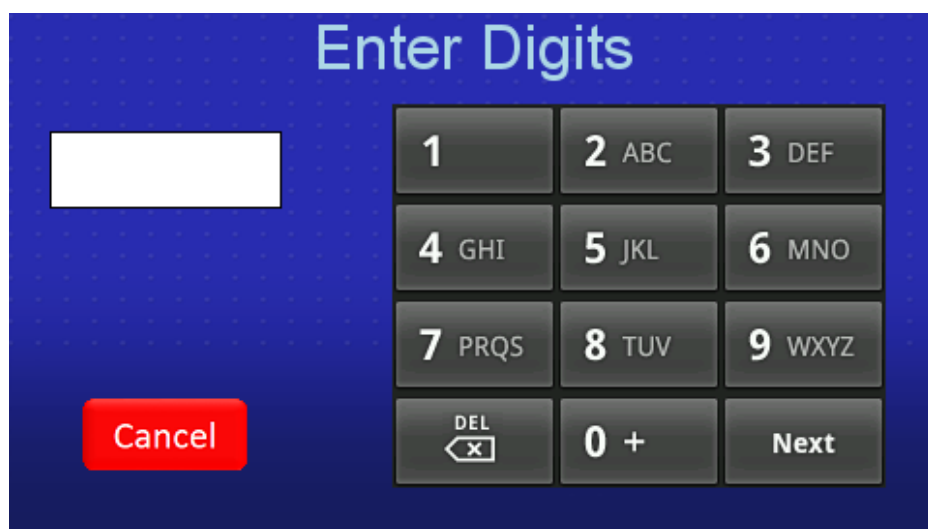 Enter Digits
1
2 ABC
3 DEF
4 GHI
5 JKL
6 MNO
7 PRQS
8 TUV
9 WXYZ
Cancel
DEL
0 +
Next